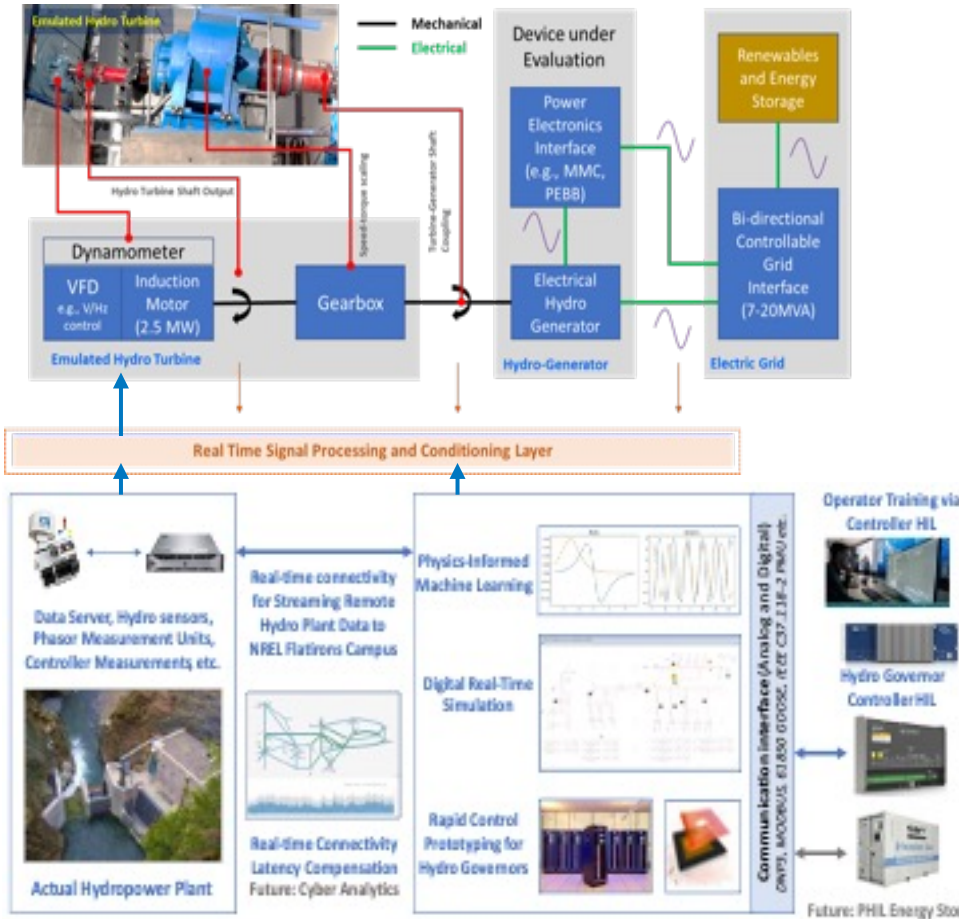 Emulated Hydro Turbine
Mechanical
Electrical
Device under
Evaluation
Power
Electronics
Interface
(e.g., MMC,
PEBB)
Renewables
and Energy
Storage
Hydro Turbine Shaft Output
Speed-torque scaling
Turbine-Generator Shaft
Coupling
Dynamometer
VFD
e.g., V/Hz
control
Induction
Motor
(2.5 MW)
Gearbox
Electrical
Hydro
Generator
Bi-directional
Controllable
Grid
Interface
(7-20MVA)
Emulated Hydro Turbine
Hydro-Generator
Electric Grid
Real Time Signal Processing and Conditioning Layer
Data Server, Hydro sensors,
Phasor Measurement Units,
Controller Measurements, etc.
Actual Hydropower Plant
Real-time connectivity
for Streaming Remote
Hydro Plant Data to
NREL Flatirons Campus
Real-time Connectivity
Latency Compensation
Future: Cyber Analytics
Physics-Informed
Machine Learning
Digital Real-Time
Simulation
Rapid Control
Prototyping for
Hydro Governors
Communication interface (Analog and Digital)
DNP3, MODBUS, 61850 GOOSE, IEEE C37.118-2 PMU etc.
Operator Training via
Controller HIL
Hydro Governor
Controller HIL
Future: PHIL Energy Stor